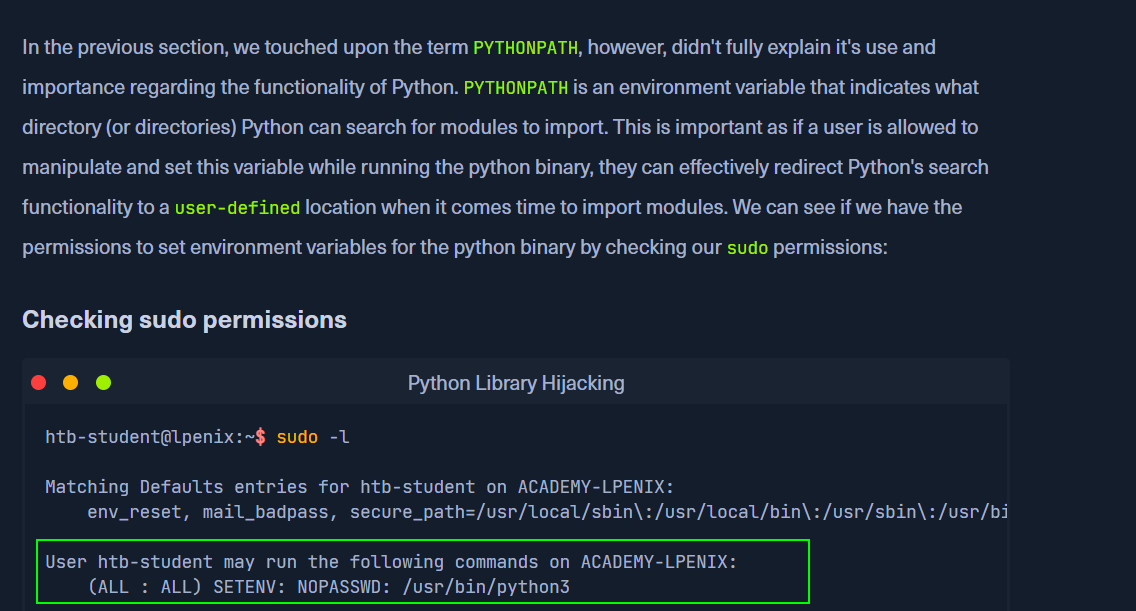 In the previous section, we touched upon the term PYTHONPATH, however, didn't fully explain it's use and
importance regarding the functionality of Python. PYTHONPATH is an environment variable that indicates what
directory (or directories) Python can search for modules to import. This is important as if a user is allowed to
manipulate and set this variable while running the python binary, they can effectively redirect Python's search
functionality to a user-defined location when it comes time to import modules. We can see if we have the
permissions to set environment variables for the python binary by checking our sudo permissions:
Checking sudo permissions
Python Library Hijacking
htb-student@lpenix:~$ sudo -l
Matching Defaults entries for htb-student on ACADEMY-LPENIX:
env_reset, mail_badpass, secure_path=/usr/local/sbin\:/usr/local/bin\:/usr/sbin\:/usr/bi
User htb-student may run the following commands on ACADEMY-LPENIX:
(ALL : ALL) SETENV: NOPASSWD: /usr/bin/python3